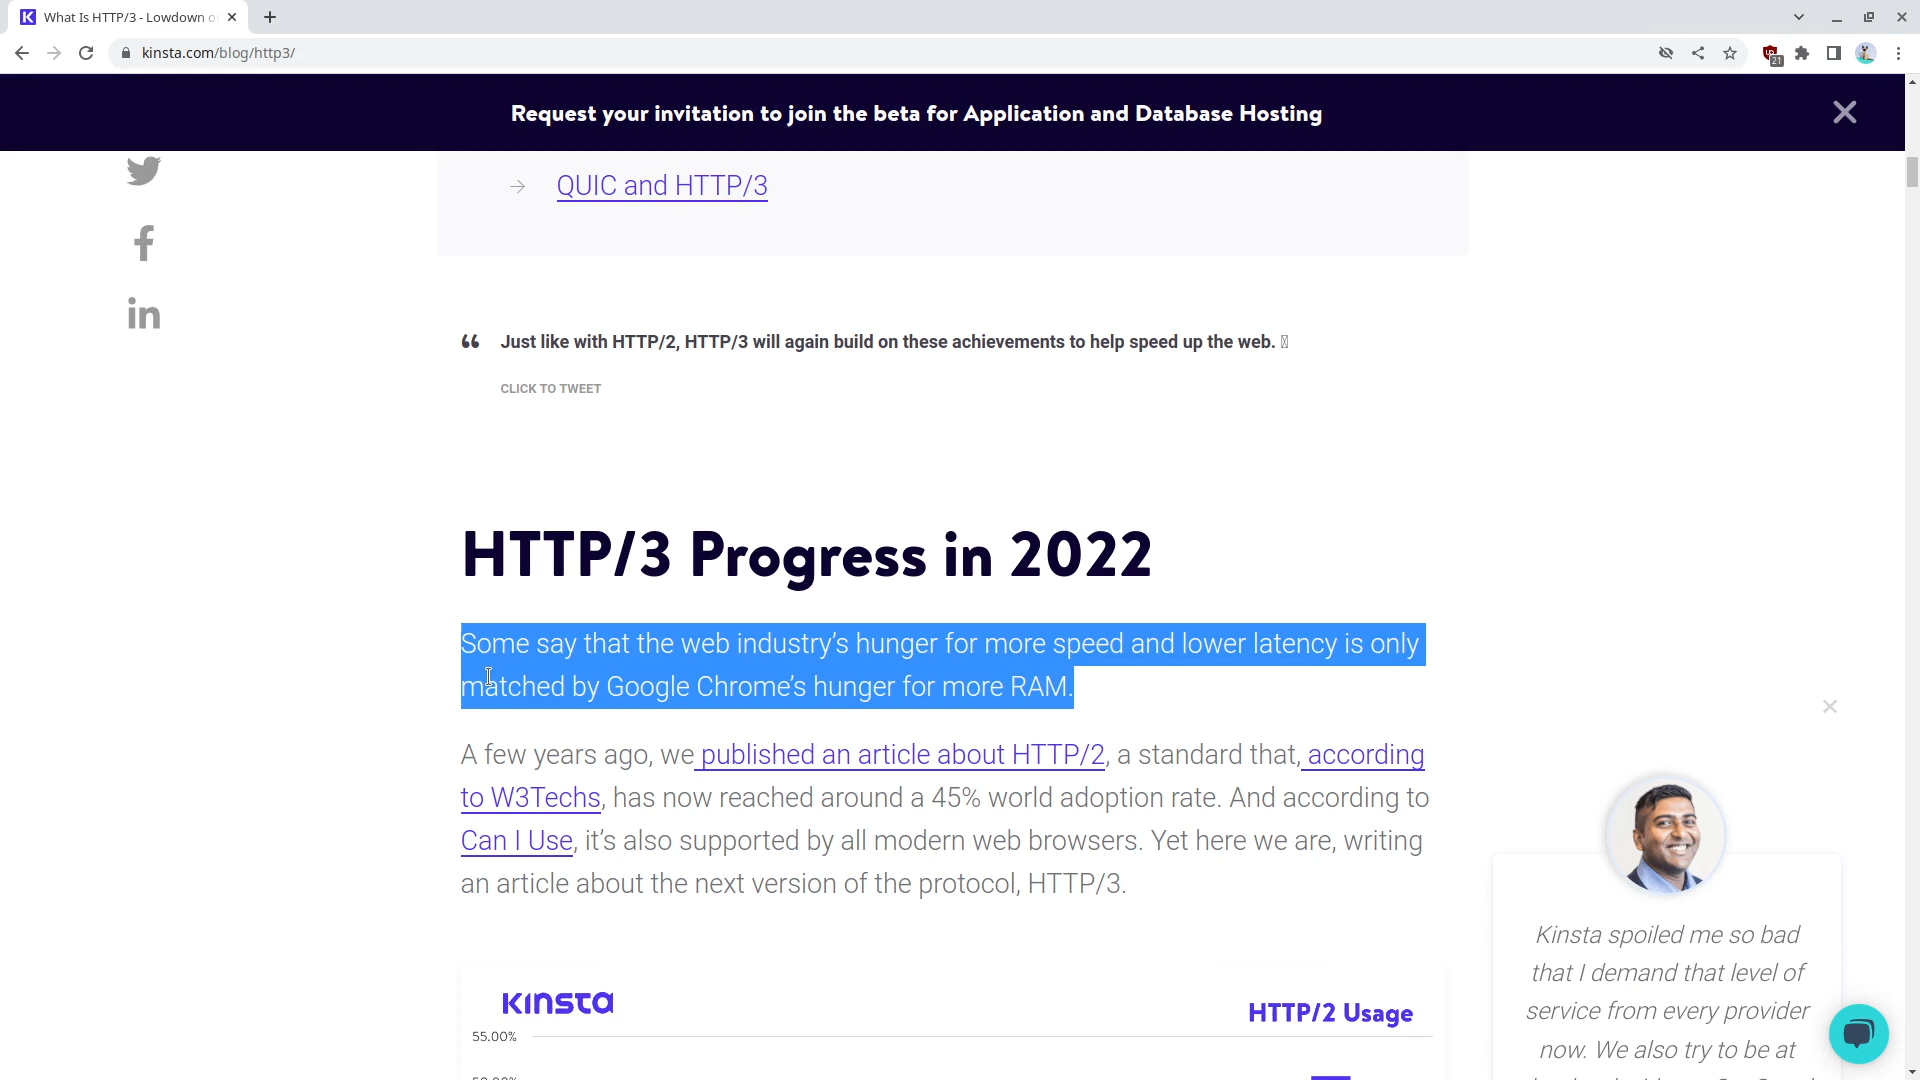 What Is HTTP/3 - Lowdown o
kinsta.com/blog/http3/
21
Request your invitation to join the beta for Application and Database Hosting
→ QUIC and HTTP/3
“ Just like with HTTP/2, HTTP/3 will again build on these achievements to help speed up the web.
CLICK TO TWEET
HTTP/3 Progress in 2022
Some say that the web industry’s hunger for more speed and lower latency is only
matched by Google Chrome’s hunger for more RAM.
A few years ago, we published an article about HTTP/2, a standard that, according
to W3Techs, has now reached around a 45% world adoption rate. And according to
Can I Use, it’s also supported by all modern web browsers. Yet here we are, writing
an article about the next version of the protocol, HTTP/3.
KINSTA
HTTP/2 Usage
55.00%
Kinsta spoiled me so bad
that I demand that level of
service from every provider
now. We also try to be at